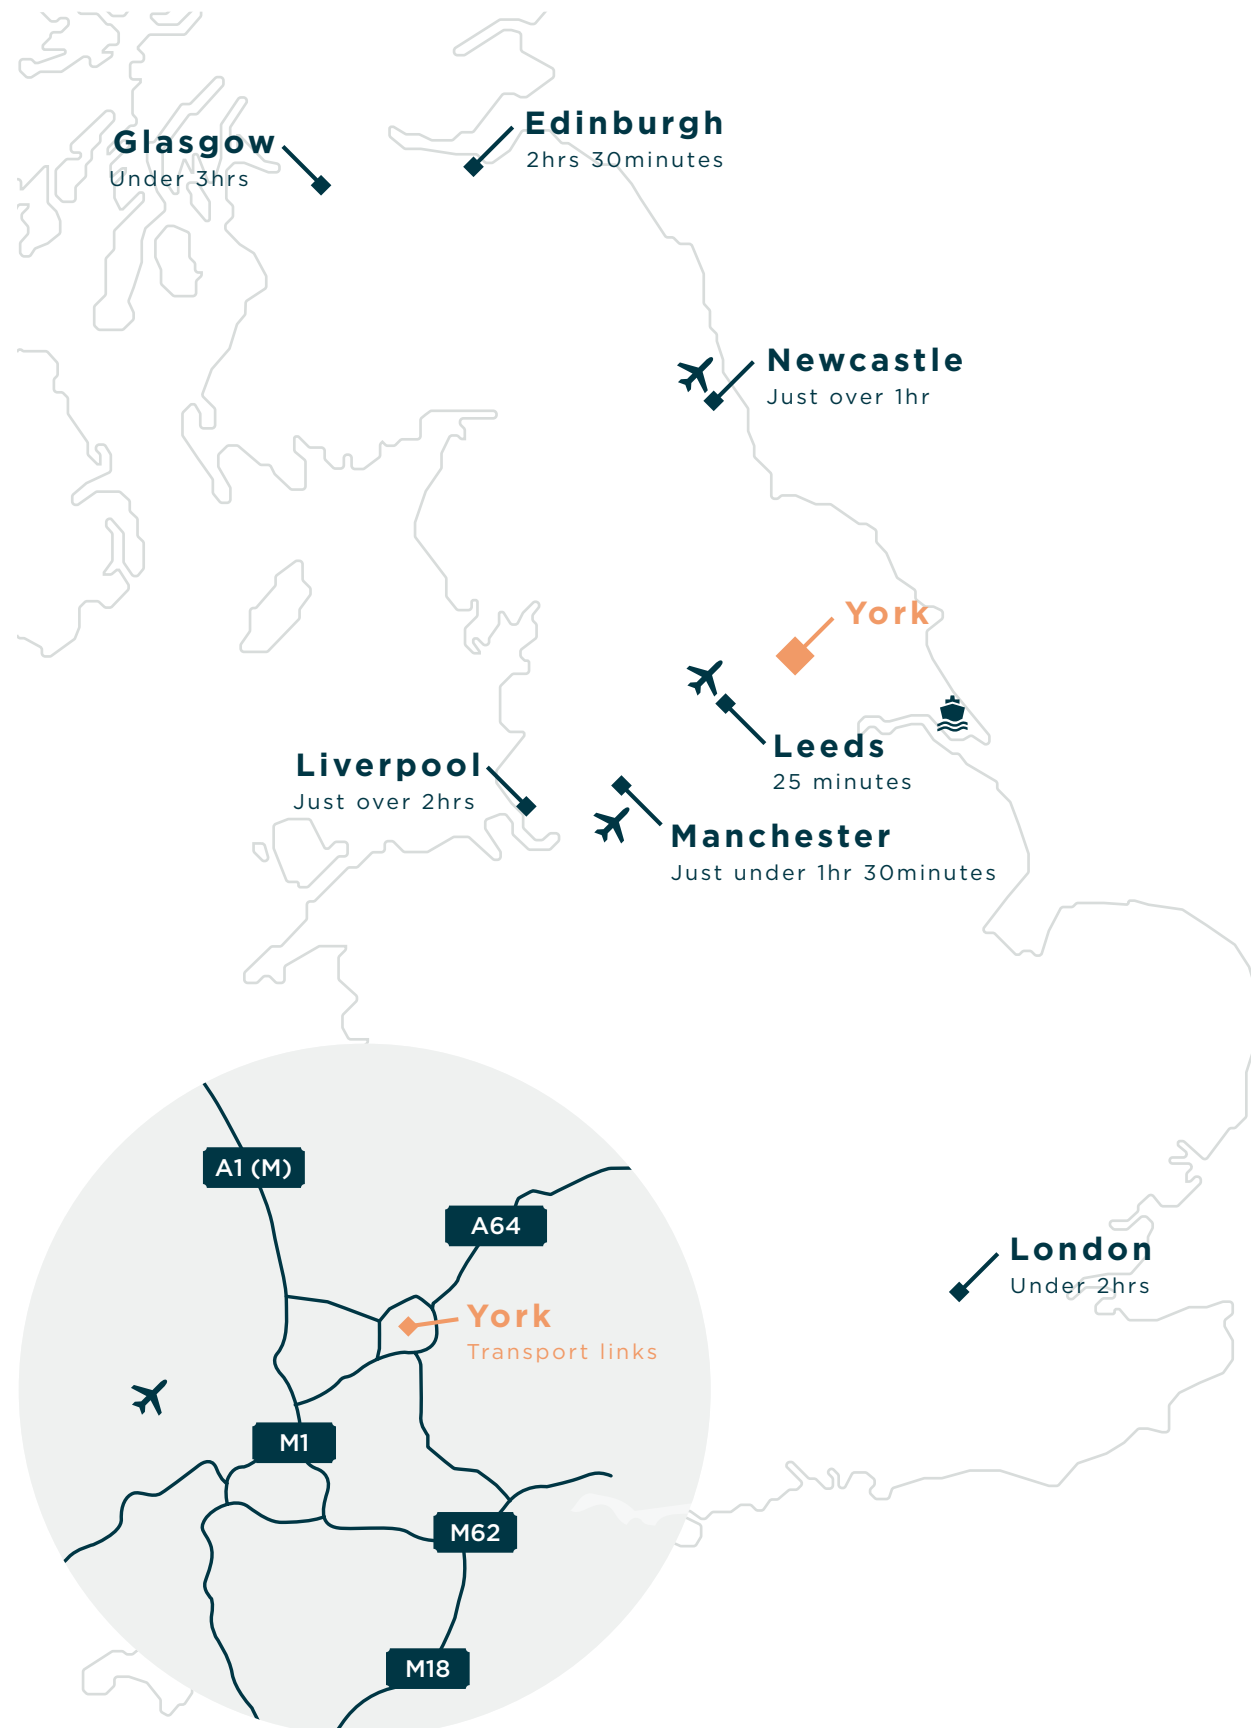 Edinburgh
2hrs 30minutes
Glasgow
Under 3hrs
Newcastle
Just over 1hr
York
Leeds
25 minutes
Liverpool
Just over 2hrs
Manchester
Just under 1hr 30minutes
A1 (M)
A64
London
Under 2hrs
York
Transport links
M1
M62
M18